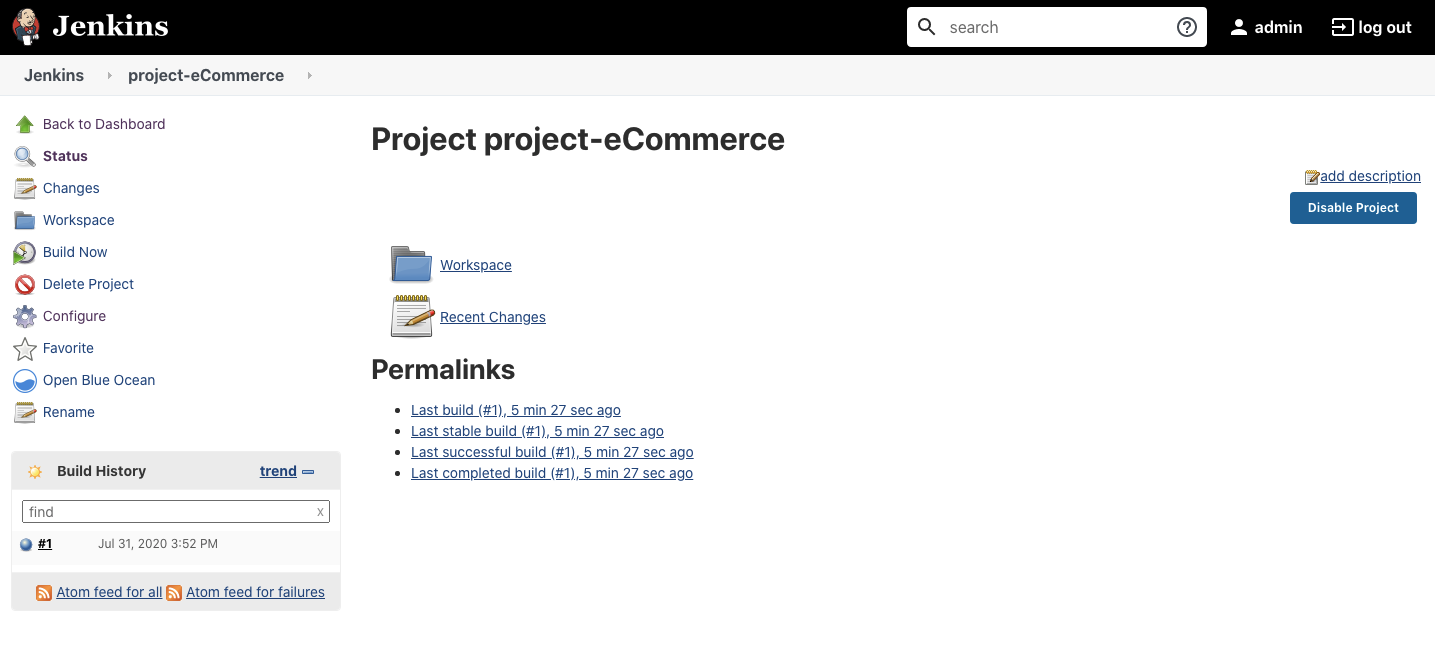 Jenkins
search
admin
log out
Jenkins
project-eCommerce
Back to Dashboard
Status
Changes
Workspace
Build Now
Delete Project
Configure
Favorite
Open Blue Ocean
Rename
Build History trend
find x
#1 Jul 31, 2020 3:52 PM
Atom feed for all Atom feed for failures
Project project-eCommerce
add description
Disable Project
Workspace
Recent Changes
Permalinks
Last build (#1), 5 min 27 sec ago
Last stable build (#1), 5 min 27 sec ago
Last successful build (#1), 5 min 27 sec ago
Last completed build (#1), 5 min 27 sec ago